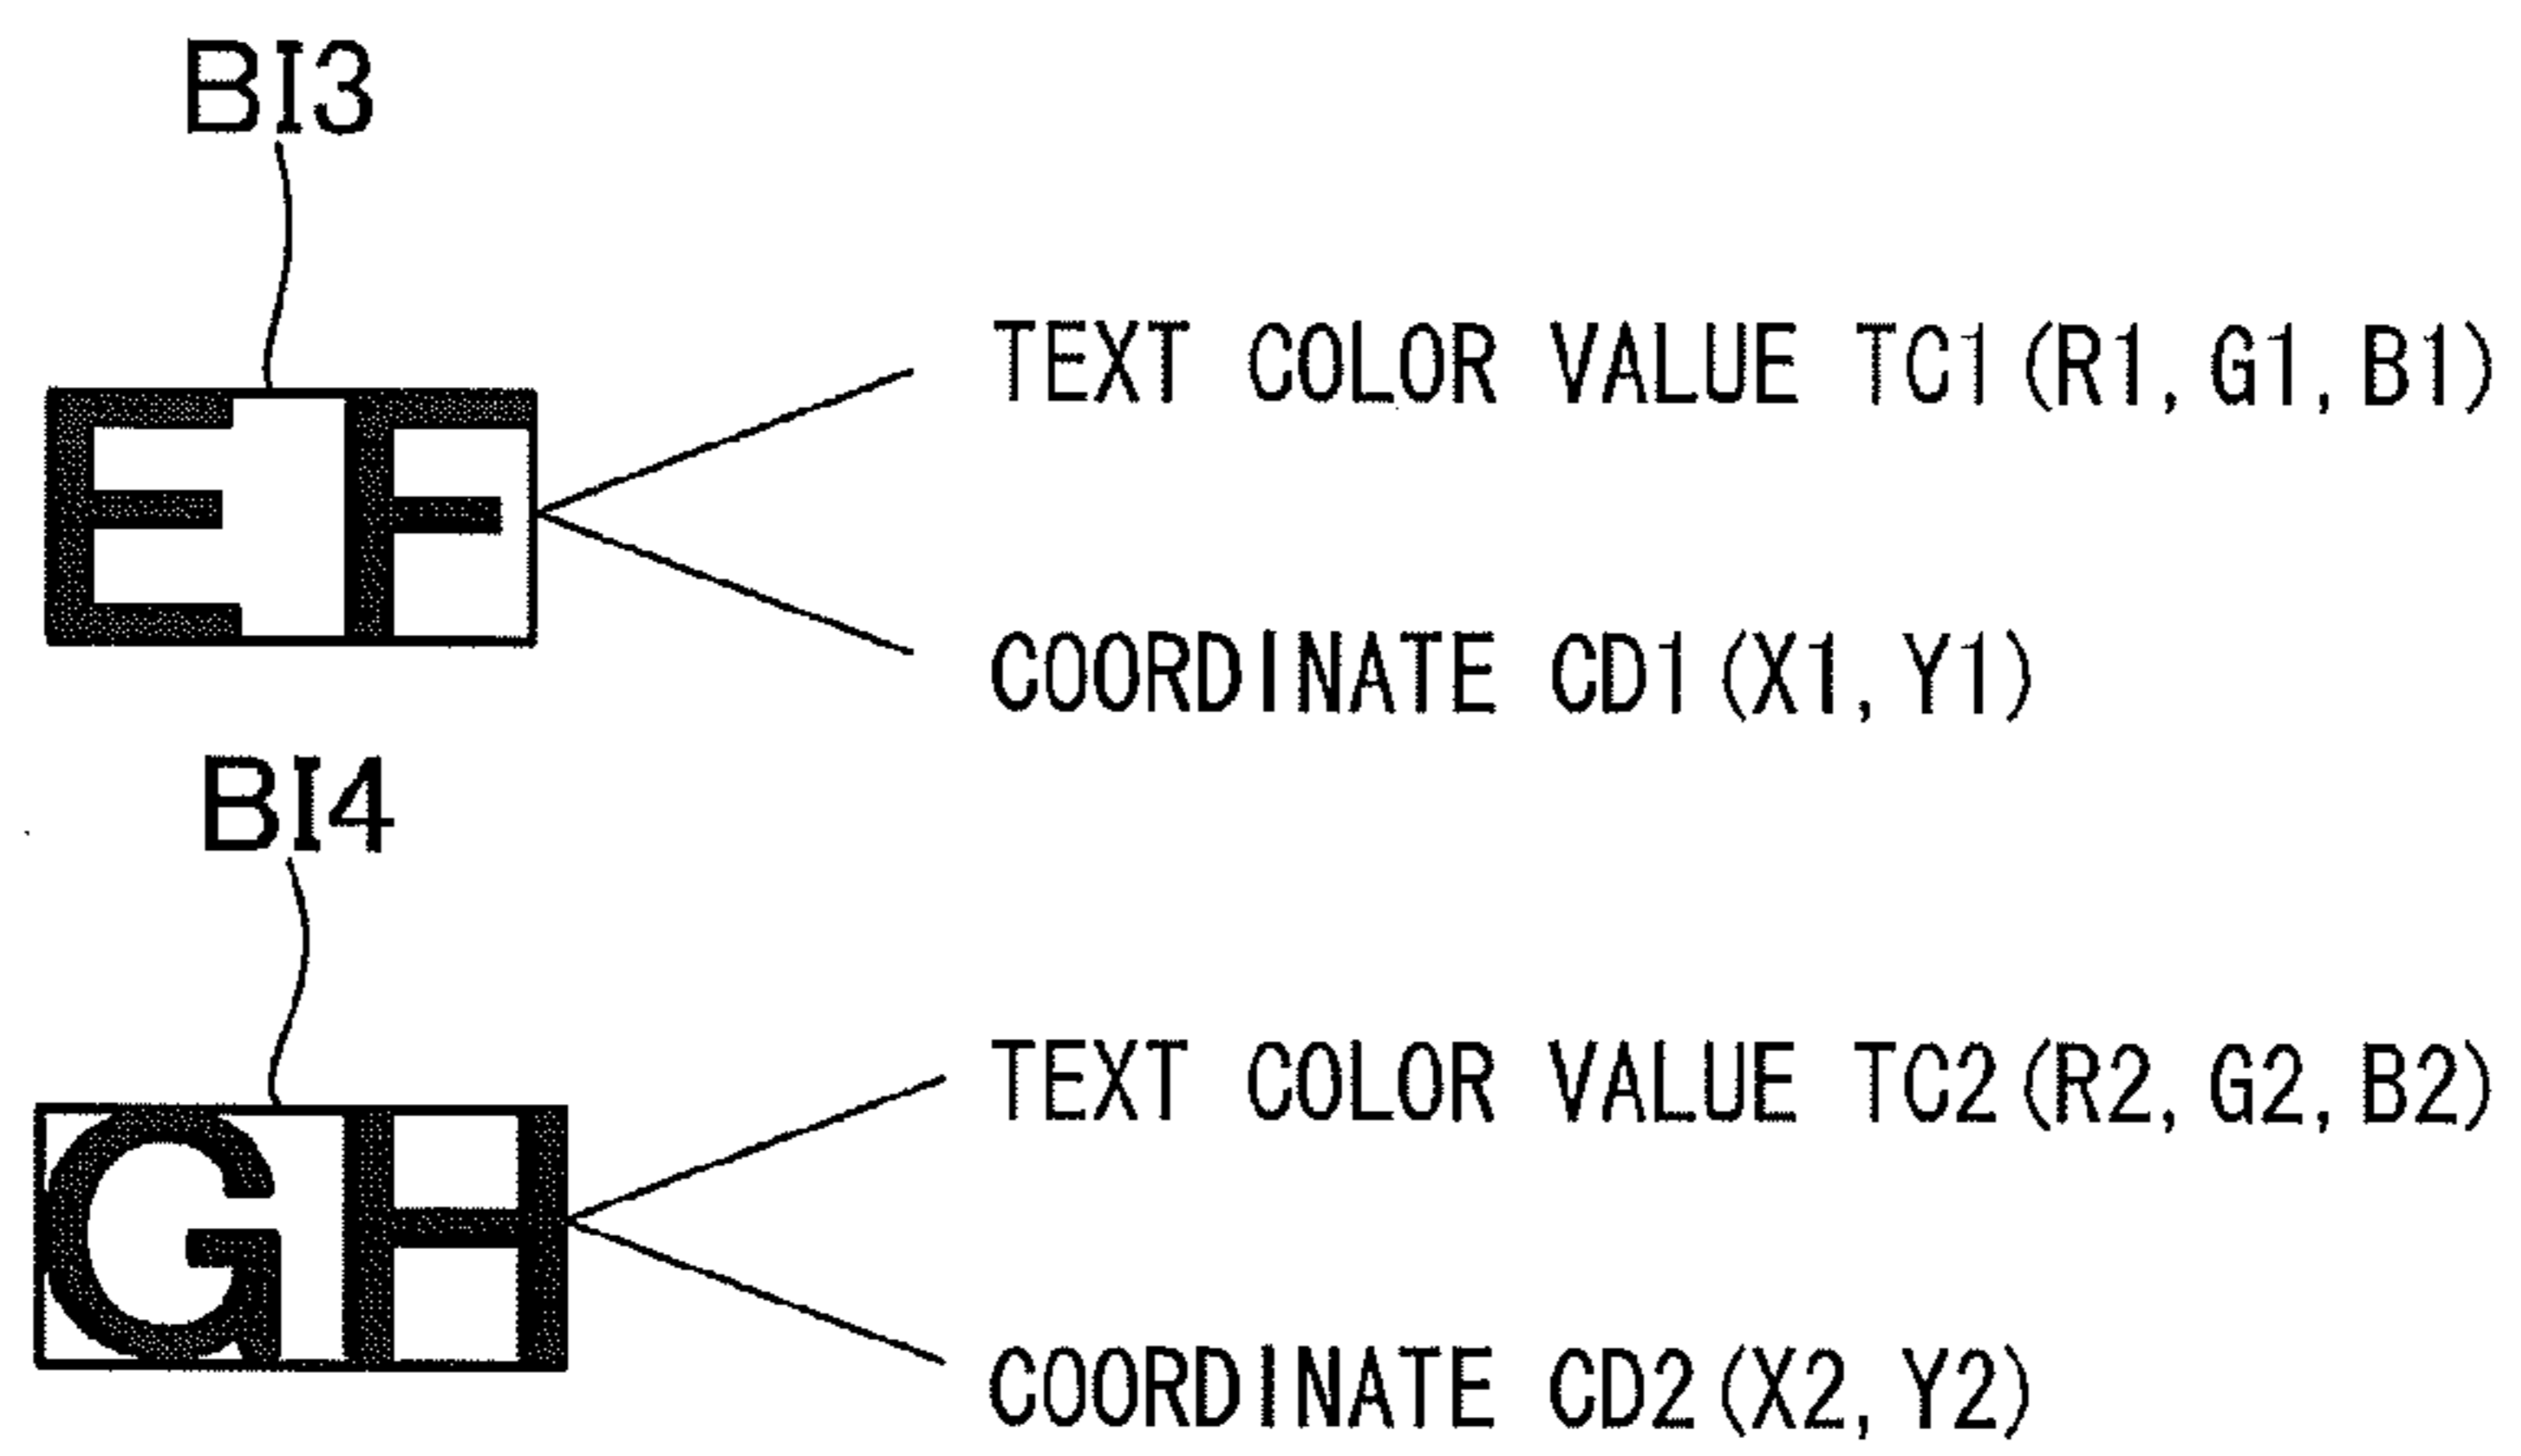 BI3
TEXT COLOR VALUE TC1(R1, G1, B1)
EF
COORDINATE CD1(X1, Y1)
BI4
TEXT COLOR VALUE TC2(R2, G2, B2)
GH
COORDINATE CD2(X2, Y2)